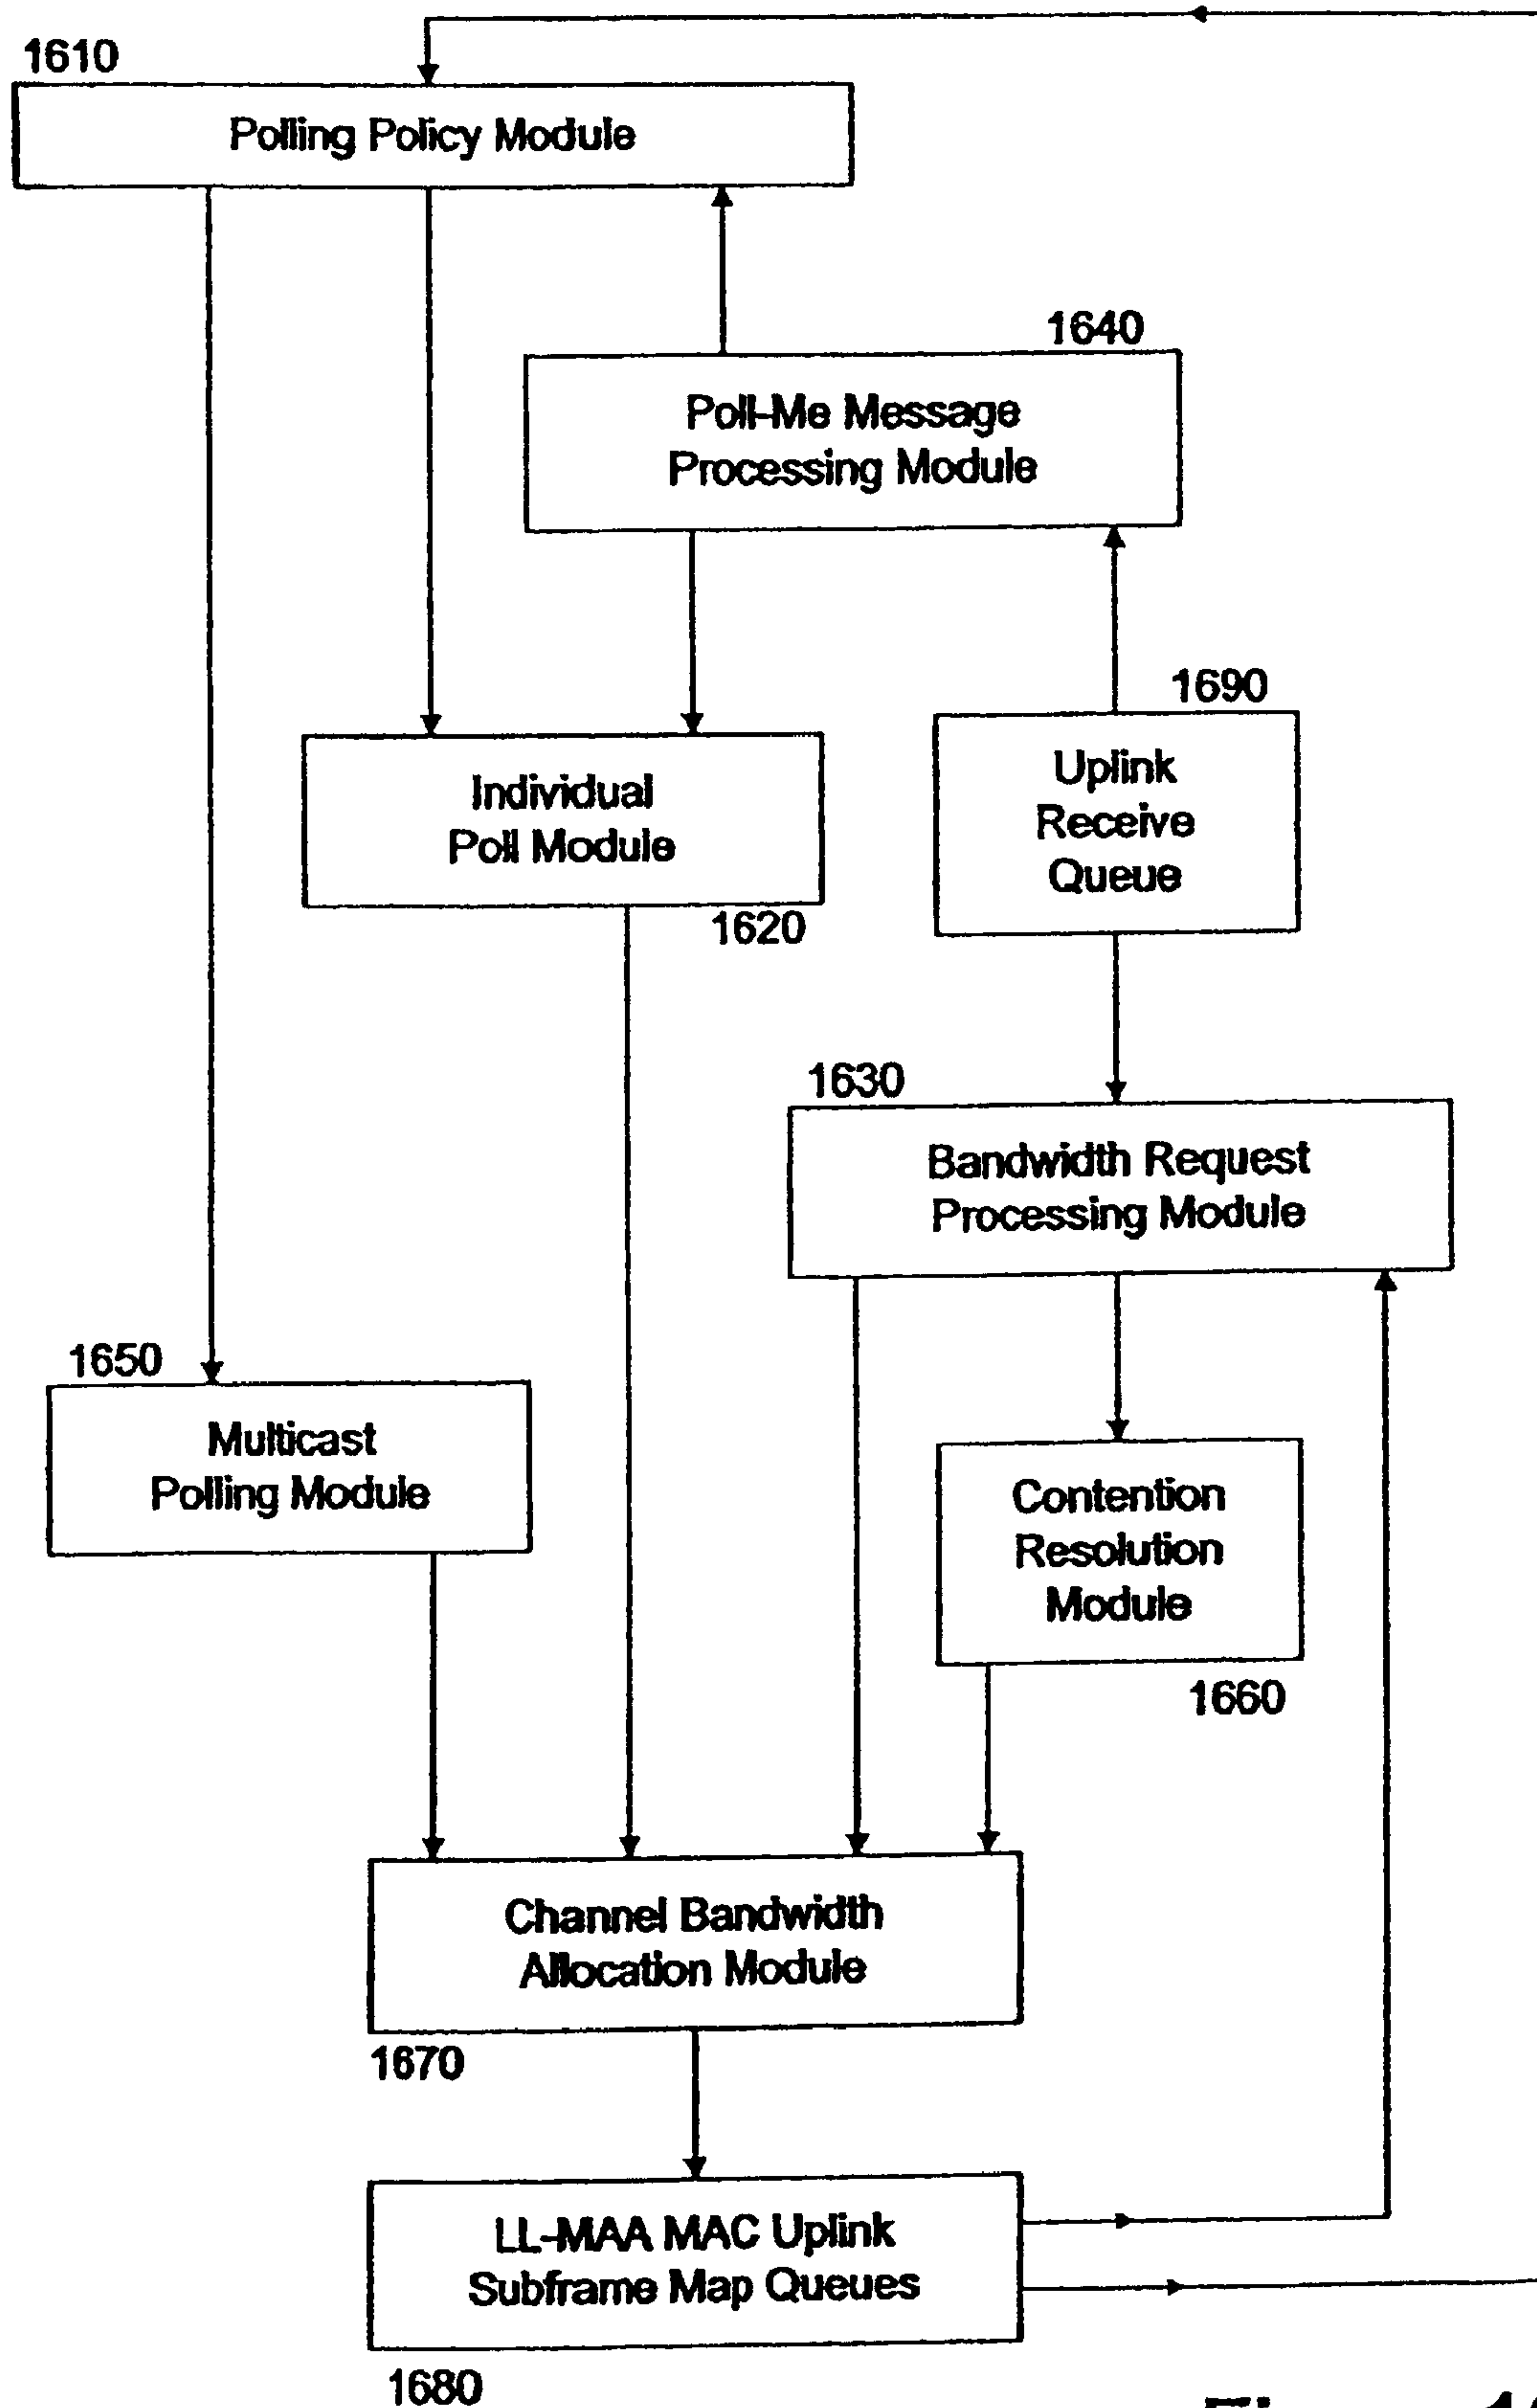 1610
Polling Policy Module
1640
Poll-Me Message
Processing Module
1690
Uplink
Receive
Queue
Individual
Poll Module
1620
1630
Bandwidth Request
Processing Module
1650
Multicast
Polling Module
Contention
Resolution
Module
1660
Channel Bandwidth
Allocation Module
1670
LL-MAA MAC Uplink
Subframe Map Queues
1680